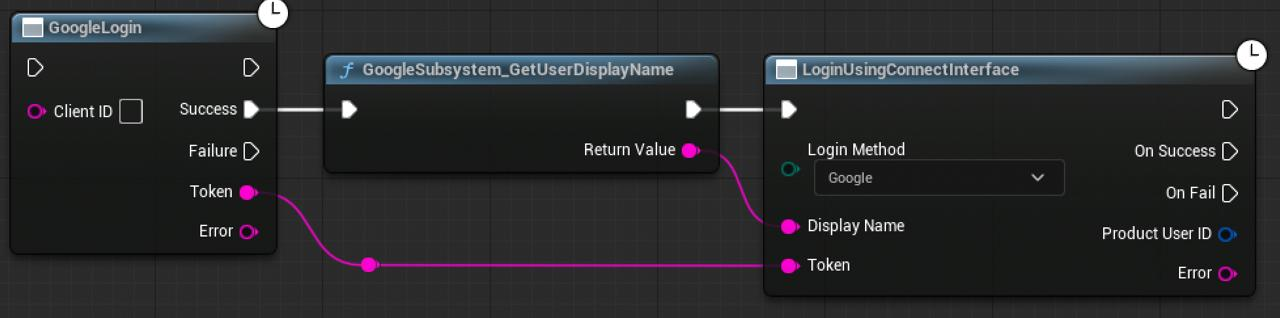 GoogleLogin
Client ID
Success
Failure
Token
Error
GoogleSubsystem_GetUserDisplayName
Return Value
LoginUsingConnectInterface
Login Method
Google
Display Name
Token
On Success
On Fail
Product User ID
Error